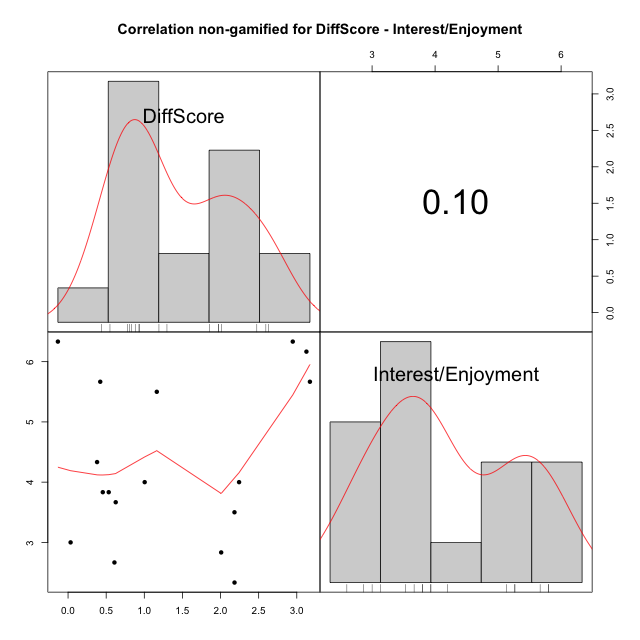 Correlation non-gamified for DiffScore - Interest/Enjoyment
3 4 5 6
DiffScore
0.10
0.0 0.5 1.0 1.5 2.0 2.5 3.0
3 4 5 6
Interest/Enjoyment
0.0 0.5 1.0 1.5 2.0 2.5 3.0